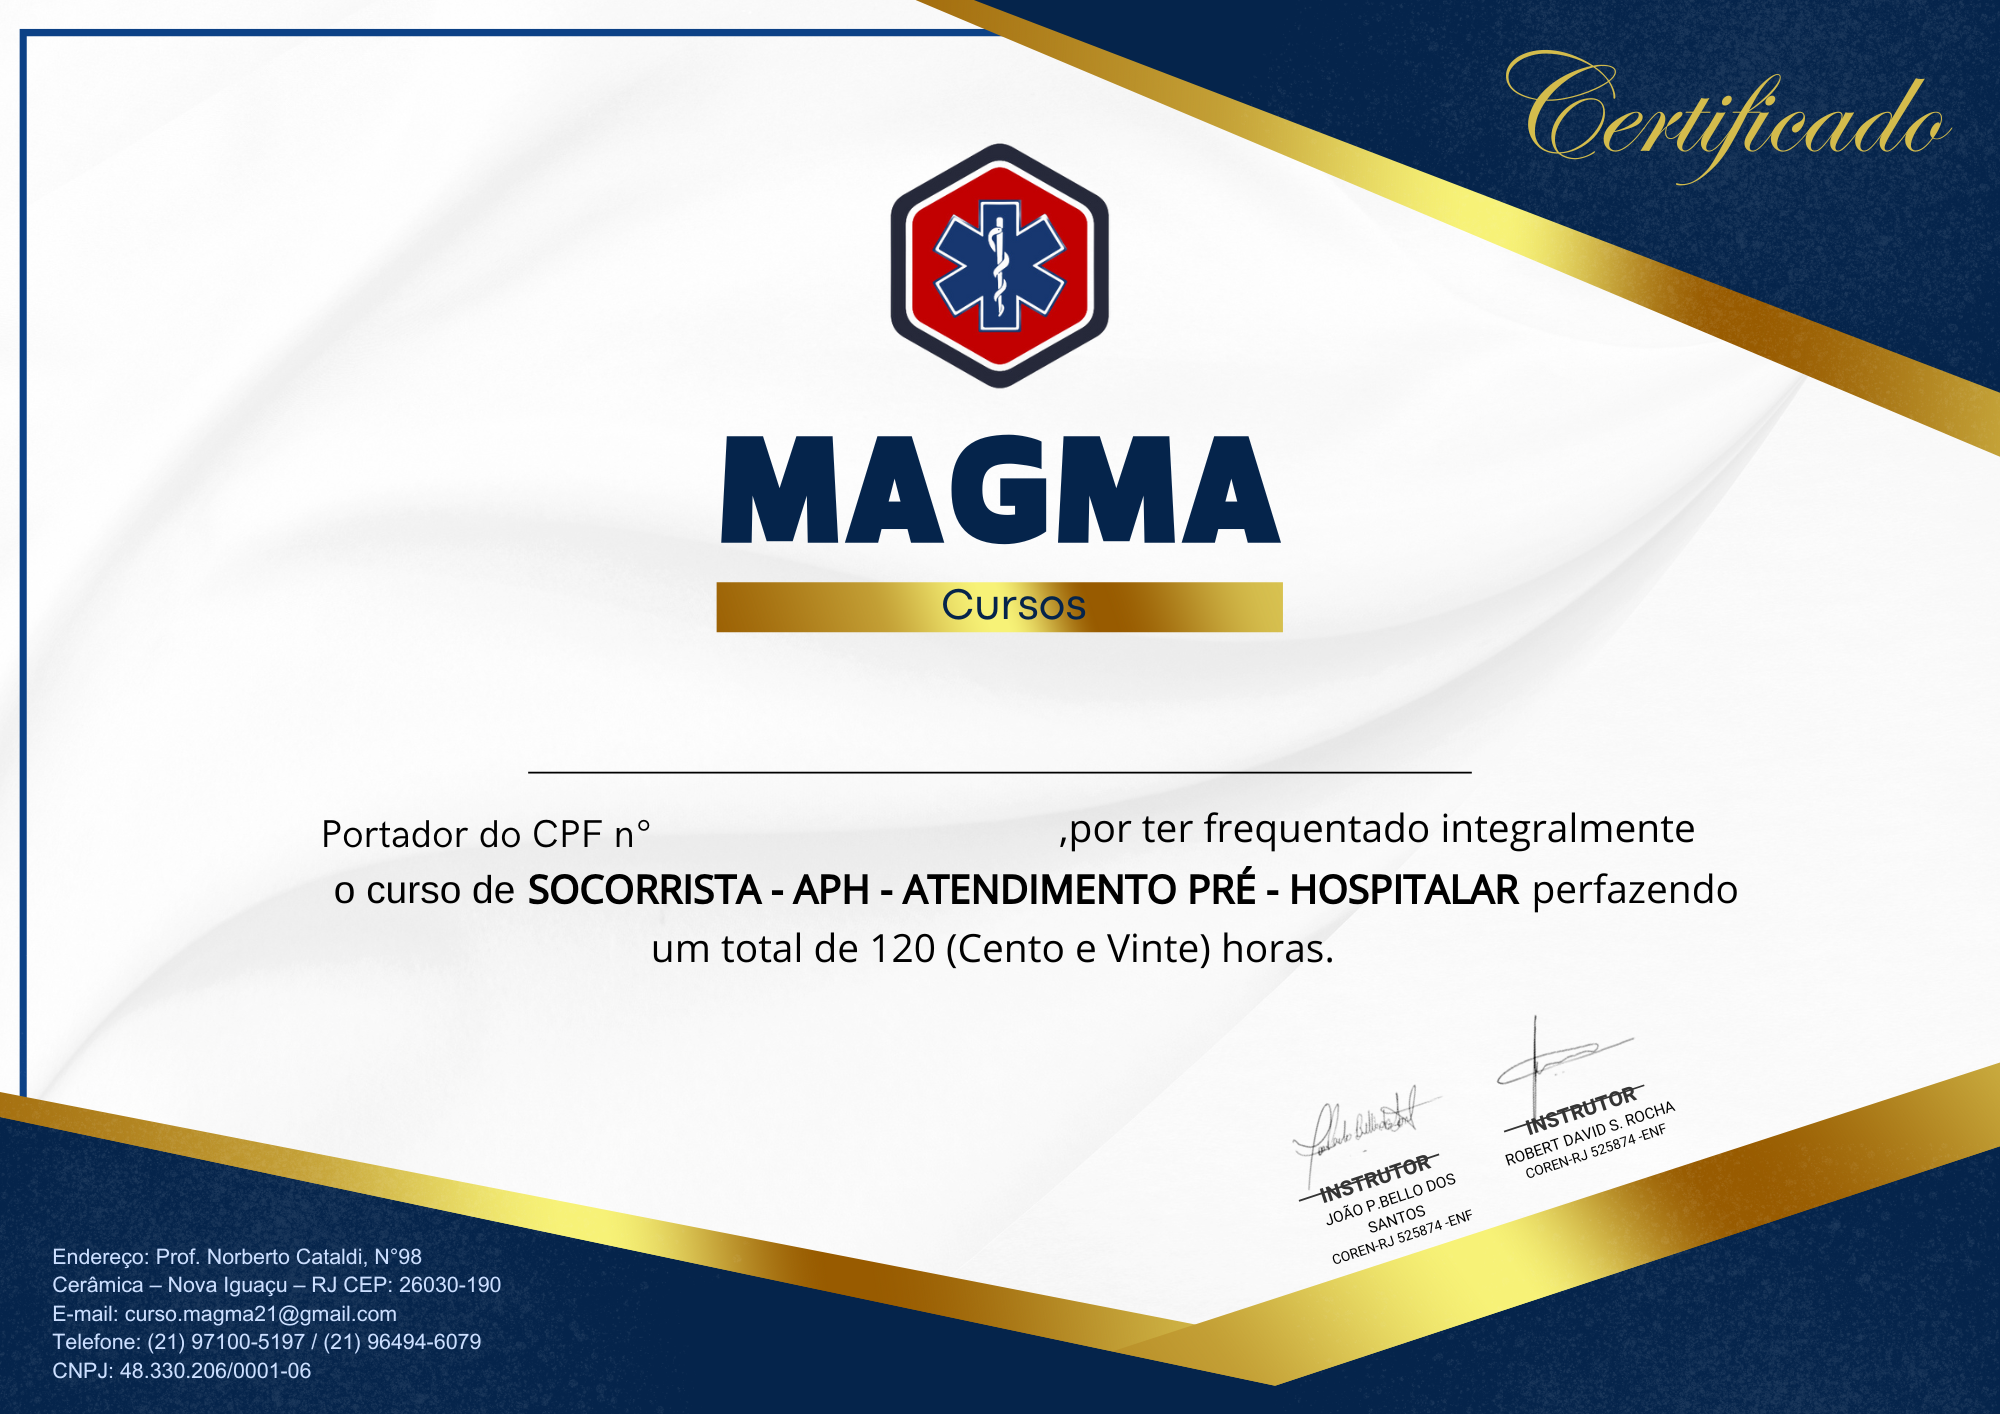 Certificado
MAGMA
Cursos
Portador do CPF n° ,por ter frequentado integralmente
o curso de SOCORRISTA - APH - ATENDIMENTO PRÉ - HOSPITALAR perfazendo
um total de 120 (Cento e Vinte) horas.
INSTRUTOR
JOÃO P.BELLO DOS
SANTOS
COREN-RJ 525874 -ENF
INSTRUTOR
ROBERT DAVID S. ROCHA
COREN-RJ 525874 -ENF
Endereço: Prof. Norberto Cataldi, N°98
Cerâmica – Nova Iguaçu – RJ CEP: 26030-190
E-mail: curso.magma21@gmail.com
Telefone: (21) 97100-5197 / (21) 96494-6079
CNPJ: 48.330.206/0001-06